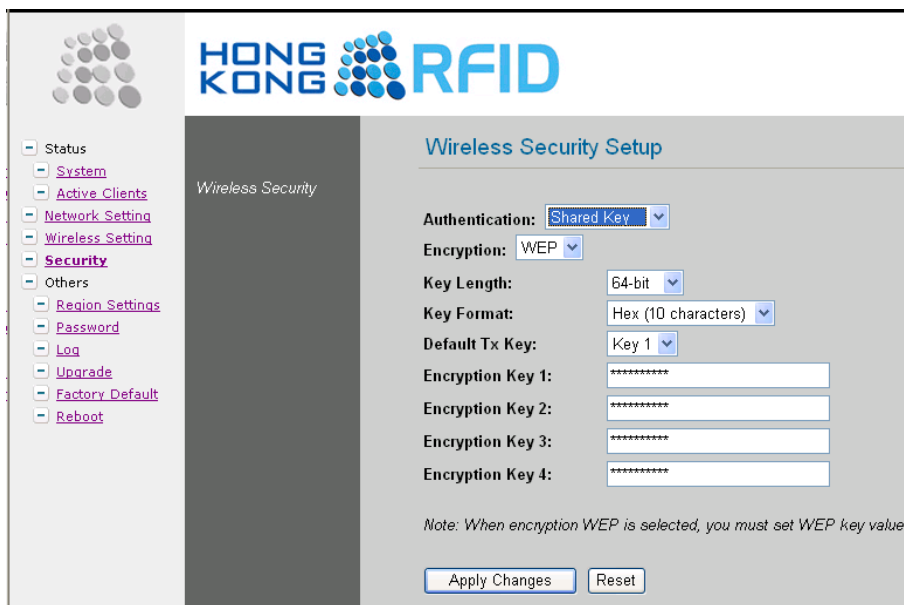 HONG KONG RFID
Status
System
Active Clients
Network Setting
Wireless Setting
Security
Others
Region Settings
Password
Log
Upgrade
Factory Default
Reboot
Wireless Security
Wireless Security Setup
Authentication: Shared Key
Encryption: WEP
Key Length: 64-bit
Key Format: Hex (10 characters)
Default Tx Key: Key 1
Encryption Key 1: **********
Encryption Key 2: **********
Encryption Key 3: **********
Encryption Key 4: **********
Note: When encryption WEP is selected, you must set WEP key value
Apply Changes Reset